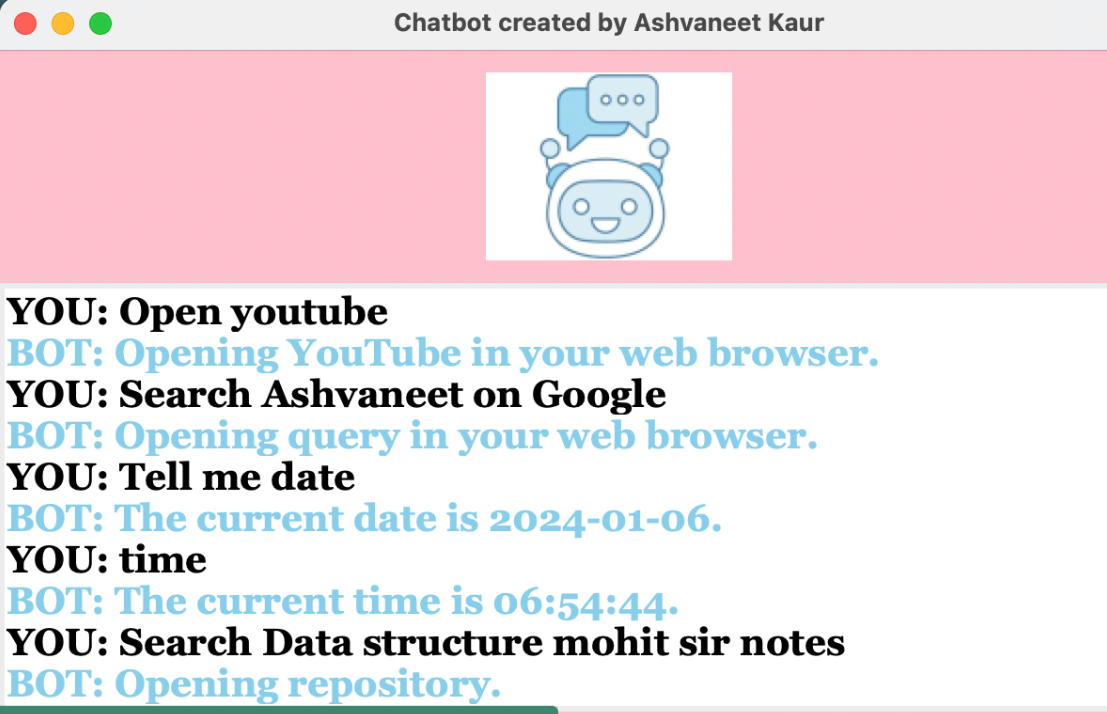 Chatbot created by Ashvaneet Kaur
YOU: Open youtube
BOT: Opening YouTube in your web browser.
YOU: Search Ashvaneet on Google
BOT: Opening query in your web browser.
YOU: Tell me date
BOT: The current date is 2024-01-06.
YOU: time
BOT: The current time is 06:54:44.
YOU: Search Data structure mohit sir notes
BOT: Opening repository.